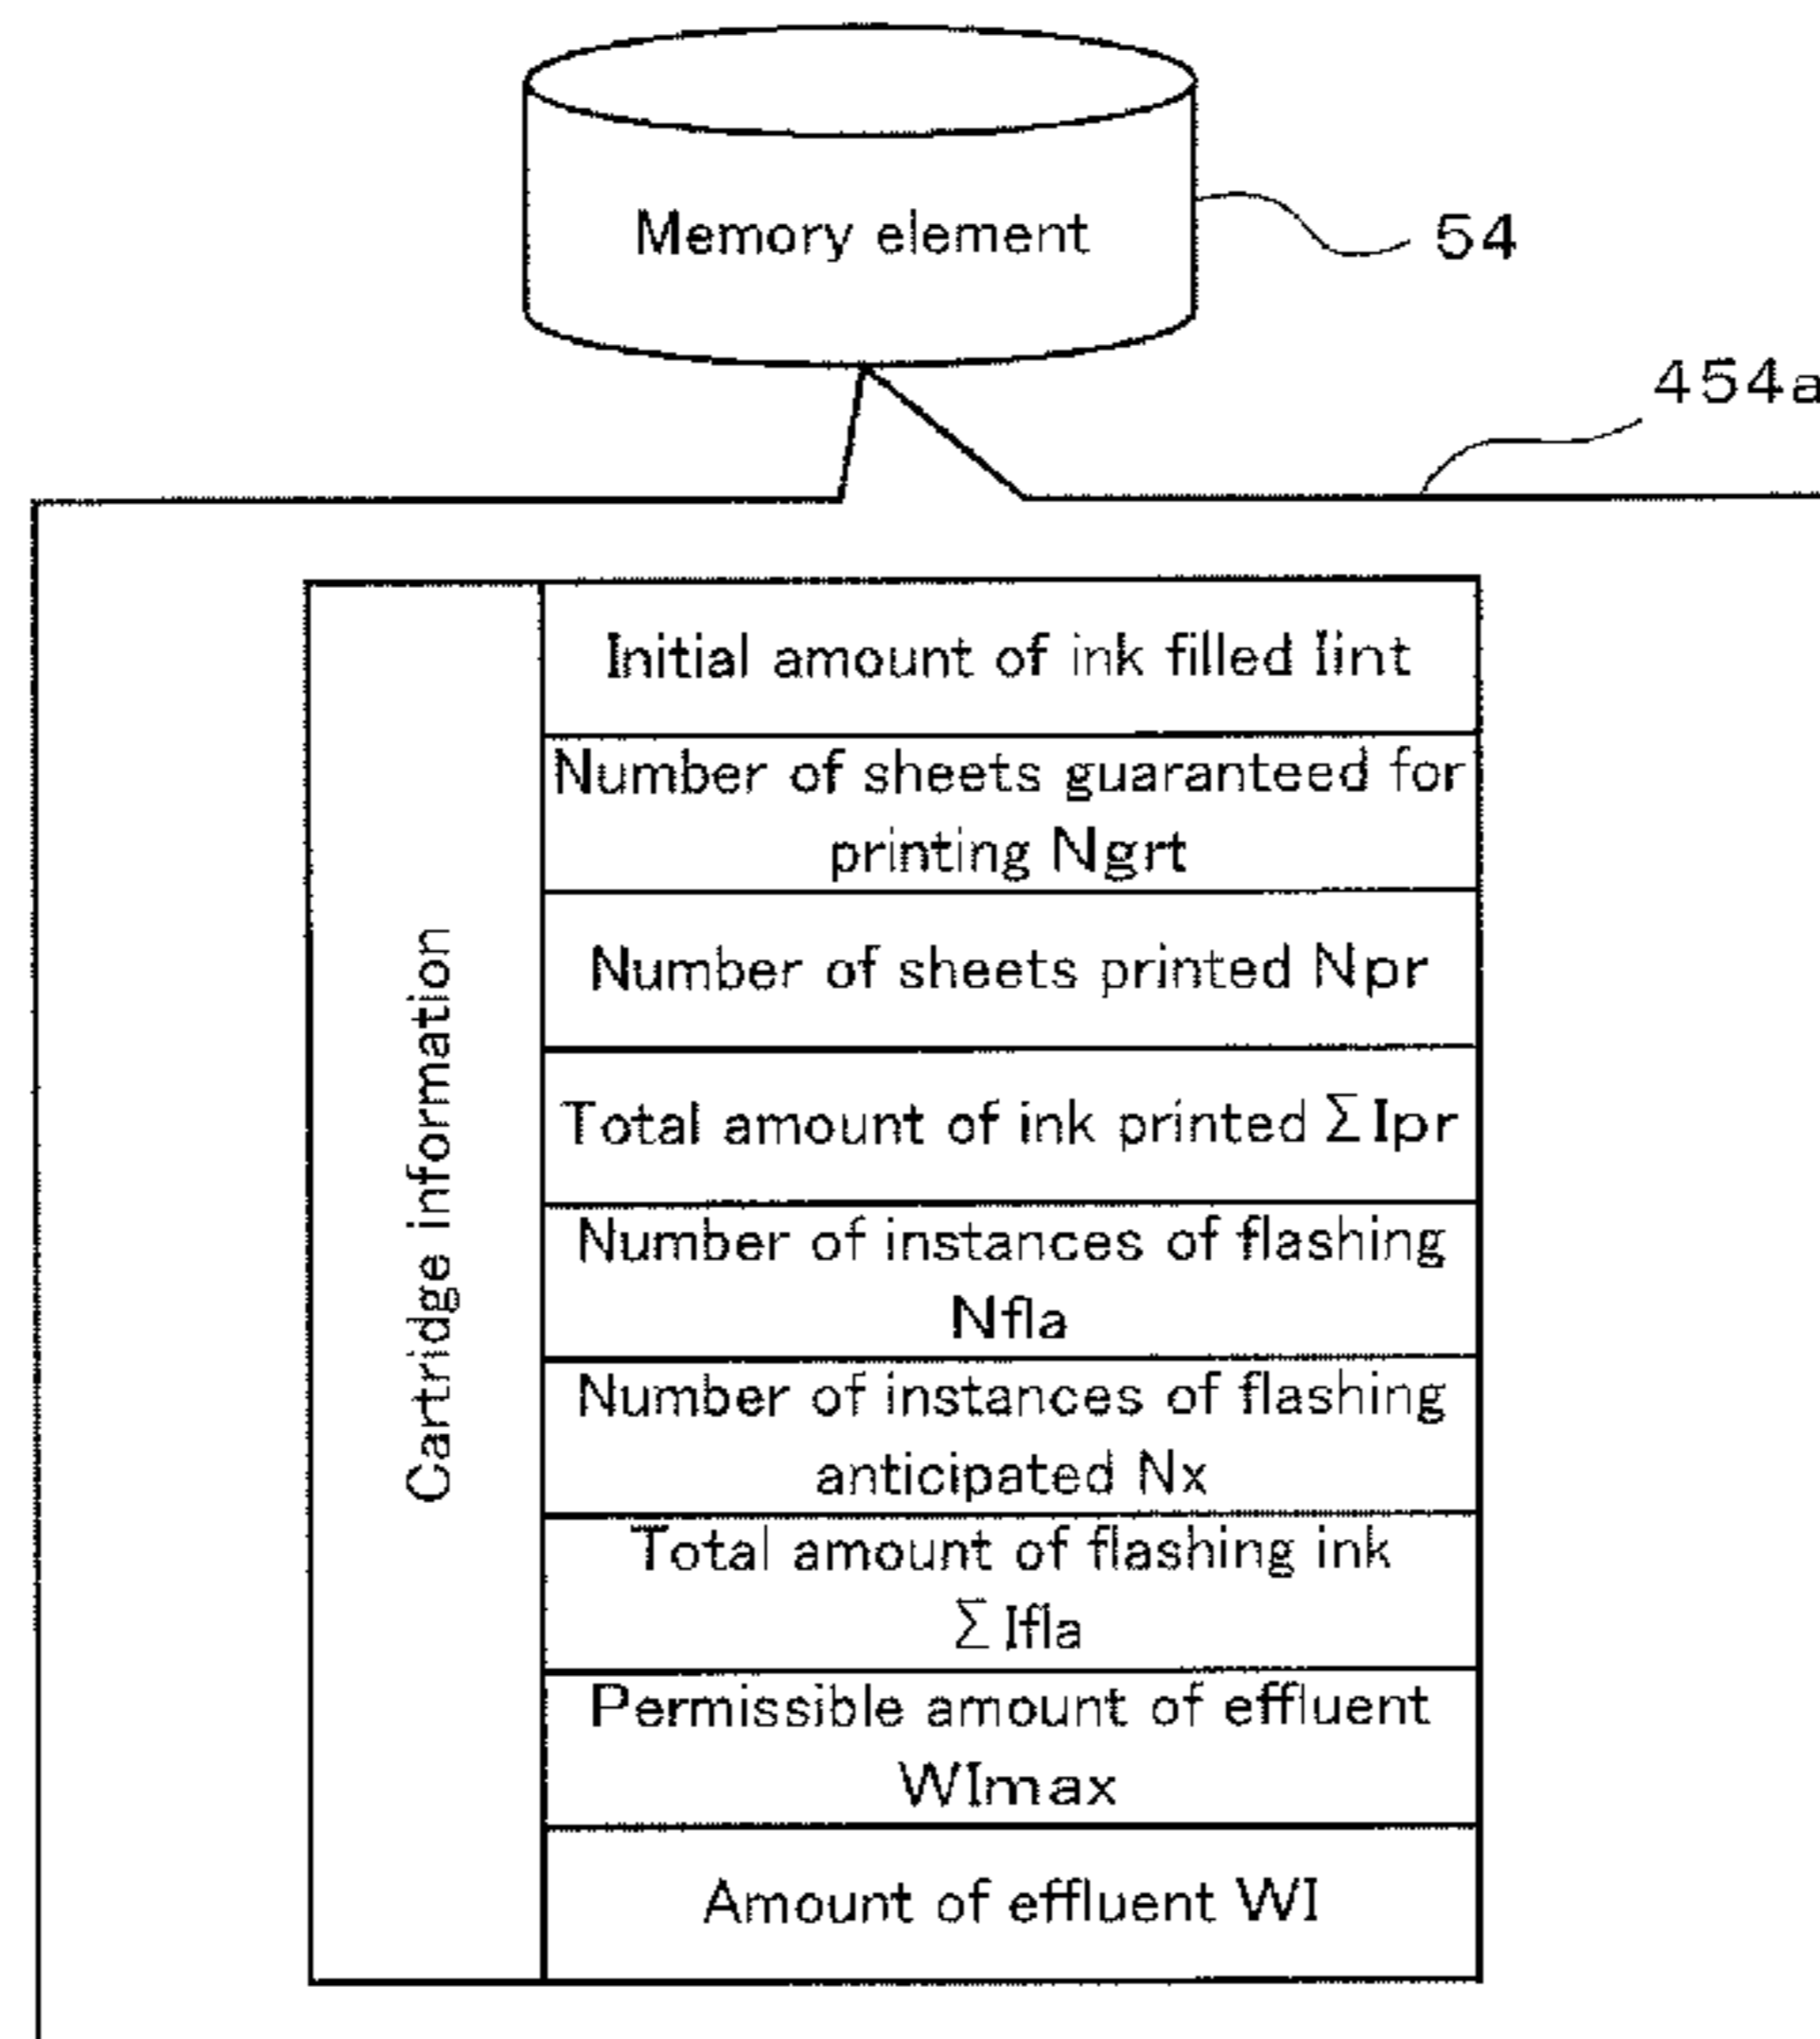 Memory element
54
454a
Cartridge information
Initial amount of ink filled Iint
Number of sheets guaranteed for
printing Ngrt
Number of sheets printed Npr
Total amount of ink printed ΣIpr
Number of instances of flashing
Nfla
Number of instances of flashing
anticipated Nx
Total amount of flashing ink
ΣIfla
Permissible amount of effluent
WImax
Amount of effluent WI